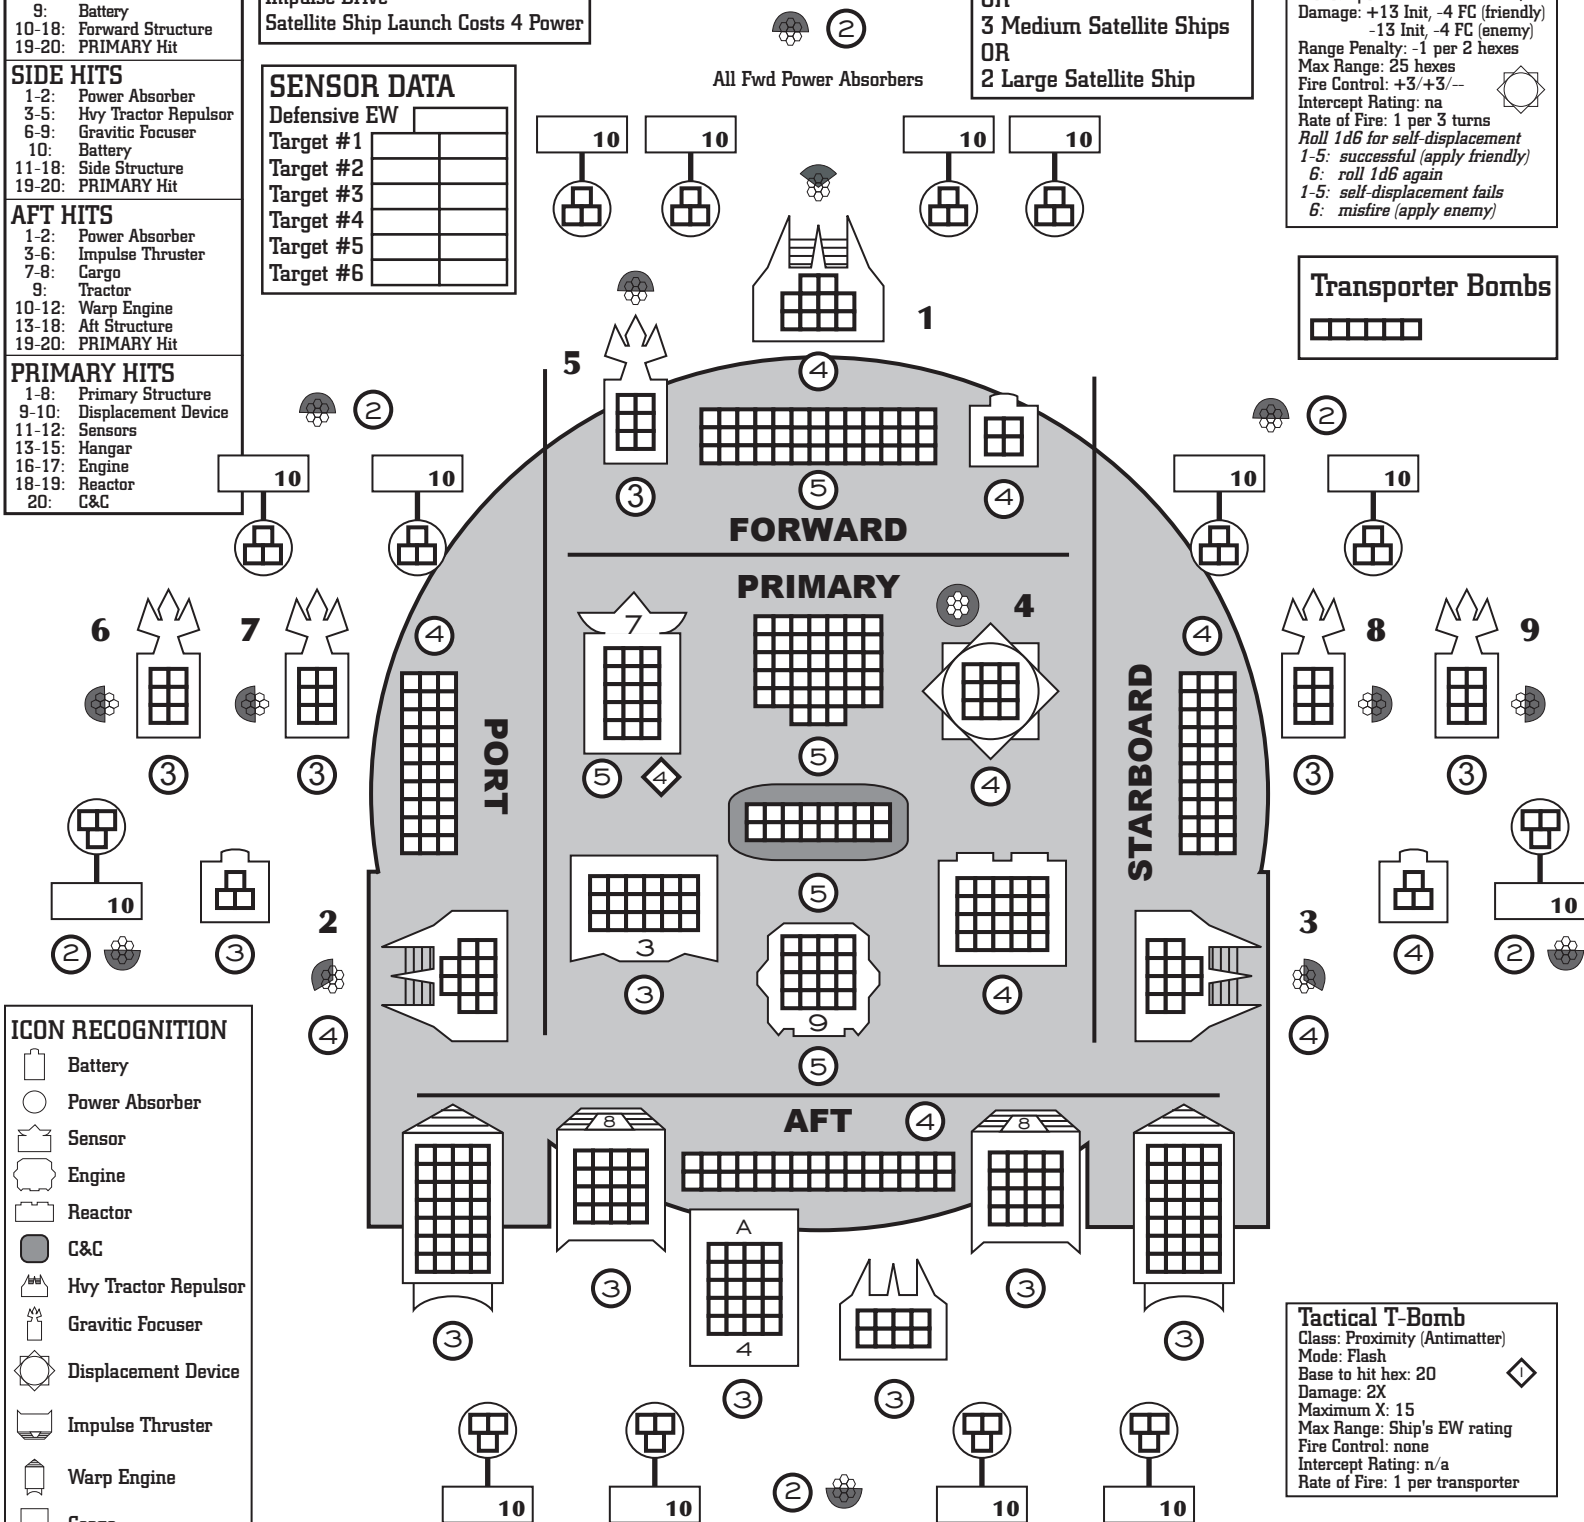 9: Battery
10-18: Forward Structure
19-20: PRIMARY Hit
SIDE HITS
1-2: Power Absorber
3-5: Hvy Tractor Repulsor
6-9: Gravitic Focuser
10: Battery
11-18: Side Structure
19-20: PRIMARY Hit
AFT HITS
1-2: Power Absorber
3-6: Impulse Thruster
7-8: Cargo
9: Tractor
10-12: Warp Engine
13-18: Aft Structure
19-20: PRIMARY Hit
PRIMARY HITS
1-8: Primary Structure
9-10: Displacement Device
11-12: Sensors
13-15: Hangar
16-17: Engine
18-19: Reactor
20: C&C
Impulse Drive
Satellite Ship Launch Costs 4 Power
SENSOR DATA
Defensive EW
Target #1
Target #2
Target #3
Target #4
Target #5
Target #6
2
All Fwd Power Absorbers
OR
3 Medium Satellite Ships
OR
2 Large Satellite Ship
Damage: +13 Init, -4 FC (friendly)
-13 Init, -4 FC (enemy)
Range Penalty: -1 per 2 hexes
Max Range: 25 hexes
Fire Control: +3/+3/--
Intercept Rating: na
Rate of Fire: 1 per 3 turns
Roll 1d6 for self-displacement
1-5: successful (apply friendly)
6: roll 1d6 again
1-5: self-displacement fails
6: misfire (apply enemy)
Transporter Bombs
10 10 10 10
1
5
4
2 2
10 10 10 10
3 5 4
FORWARD
PRIMARY
7
4
6 7 8 9
4 4
PORT
STARBOARD
3 3 5 4 5 4 3 3
10 10
3
5
2 3 2 3 4 2
3 4
9
4 4
5
AFT
4
8 8
A
4
3 3 3 3
3 3
10 10 2 10 10
ICON RECOGNITION
Battery
Power Absorber
Sensor
Engine
Reactor
C&C
Hvy Tractor Repulsor
Gravitic Focuser
Displacement Device
Impulse Thruster
Warp Engine
Cargo
Tactical T-Bomb
Class: Proximity (Antimatter)
Mode: Flash
Base to hit hex: 20
1
Damage: 2X
Maximum X: 15
Max Range: Ship's EW rating
Fire Control: none
Intercept Rating: n/a
Rate of Fire: 1 per transporter